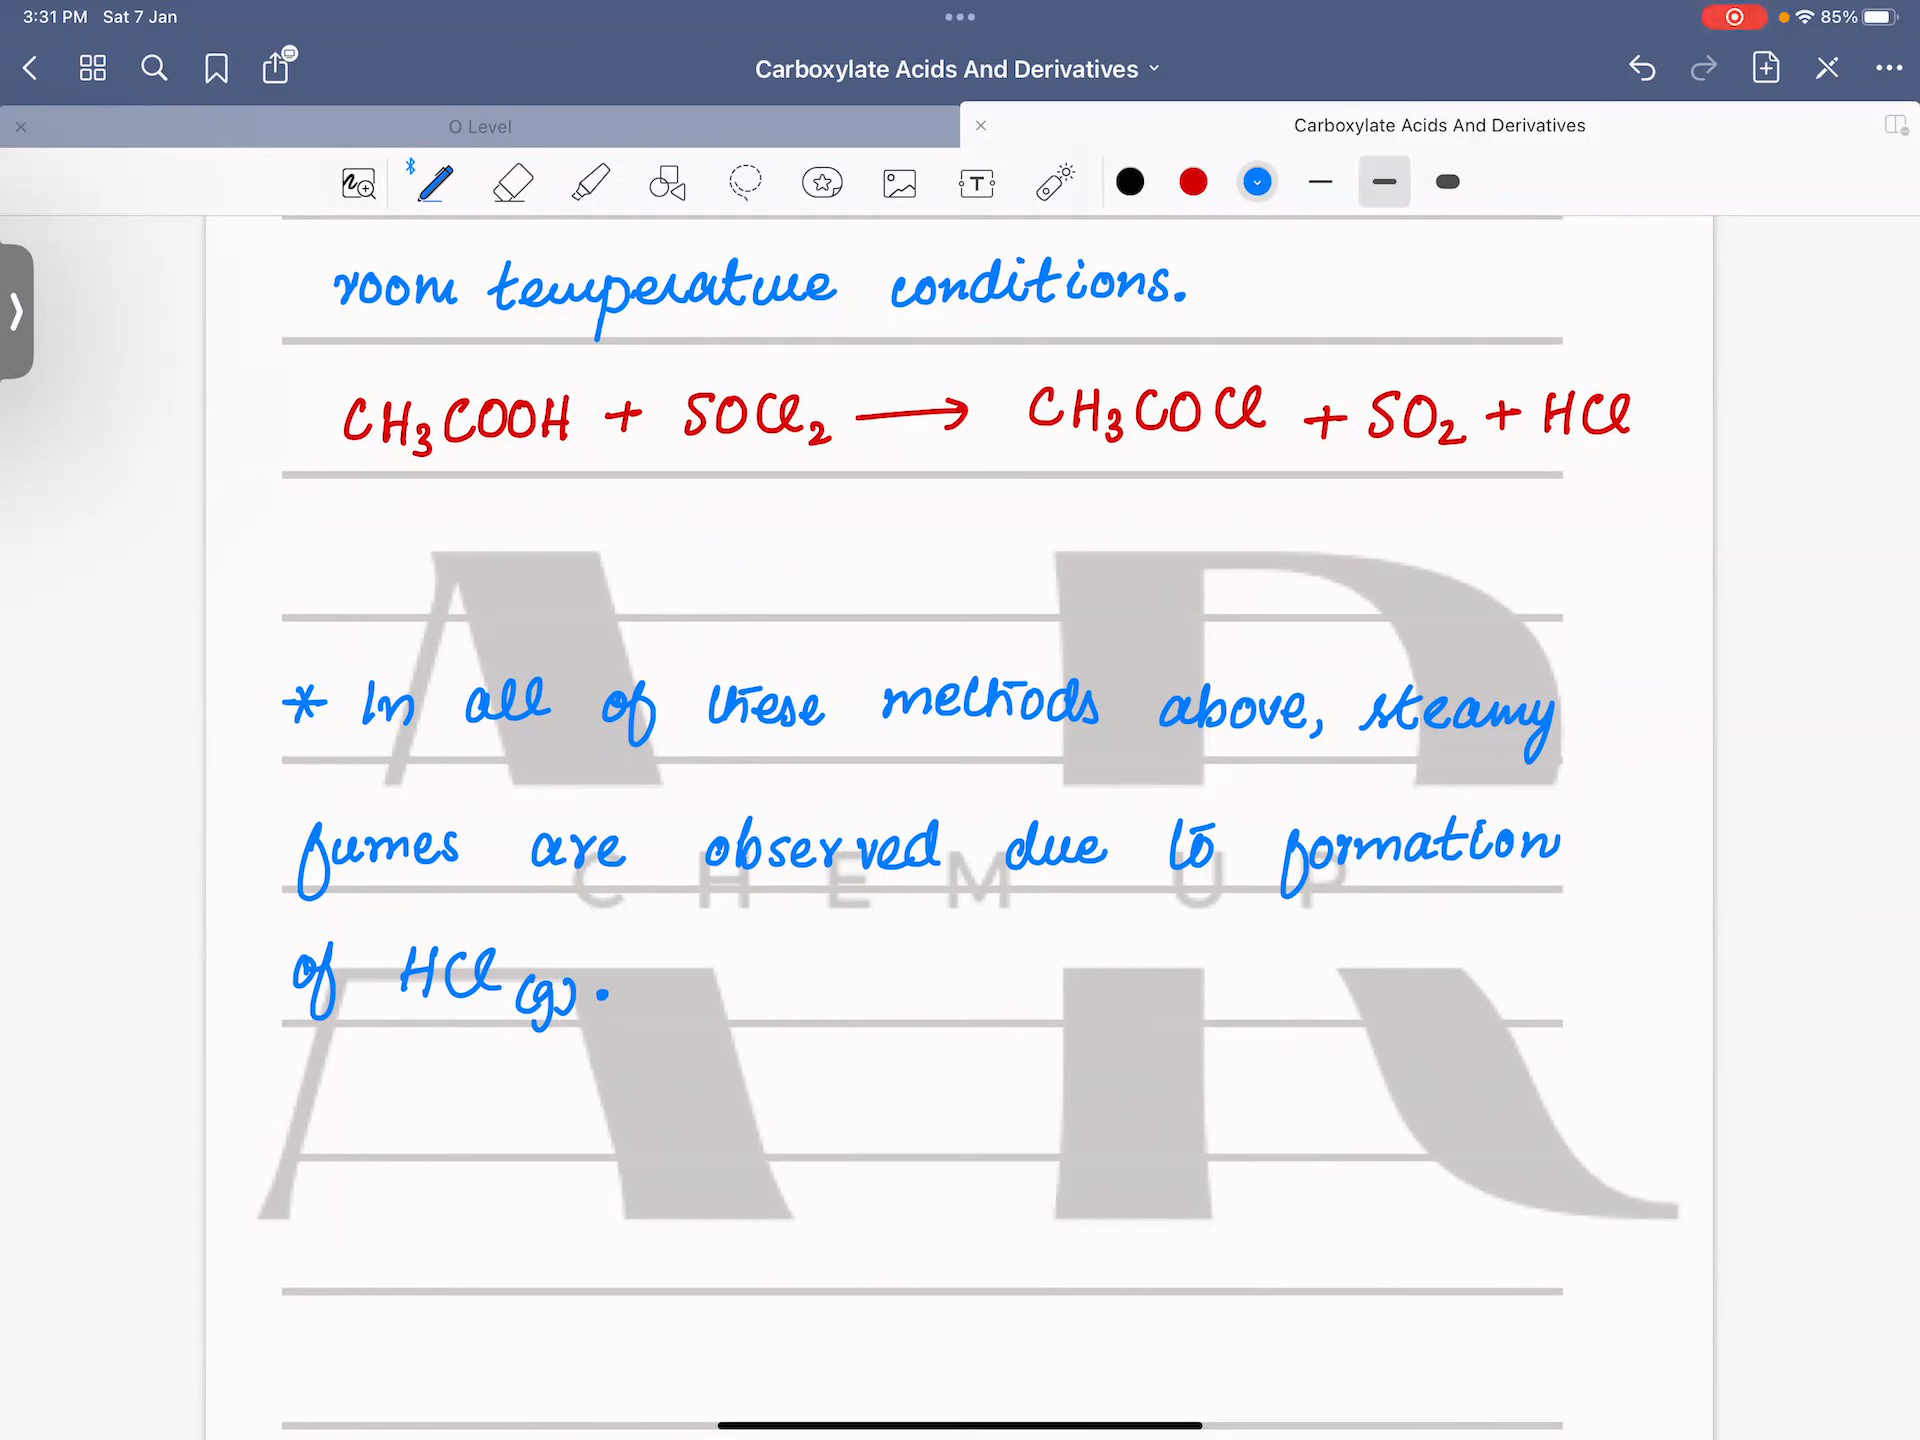 3:31 PM Sat 7 Jan
85%
Carboxylate Acids And Derivatives
O Level
Carboxylate Acids And Derivatives
T
room temperature conditions.
CH₃COOH + SOCl₂ ⟶ CH₃COCl + SO₂ + HCl
* In all of these methods above, steamy
fumes are observed due to formation
CHEM UP
of HCl (g).